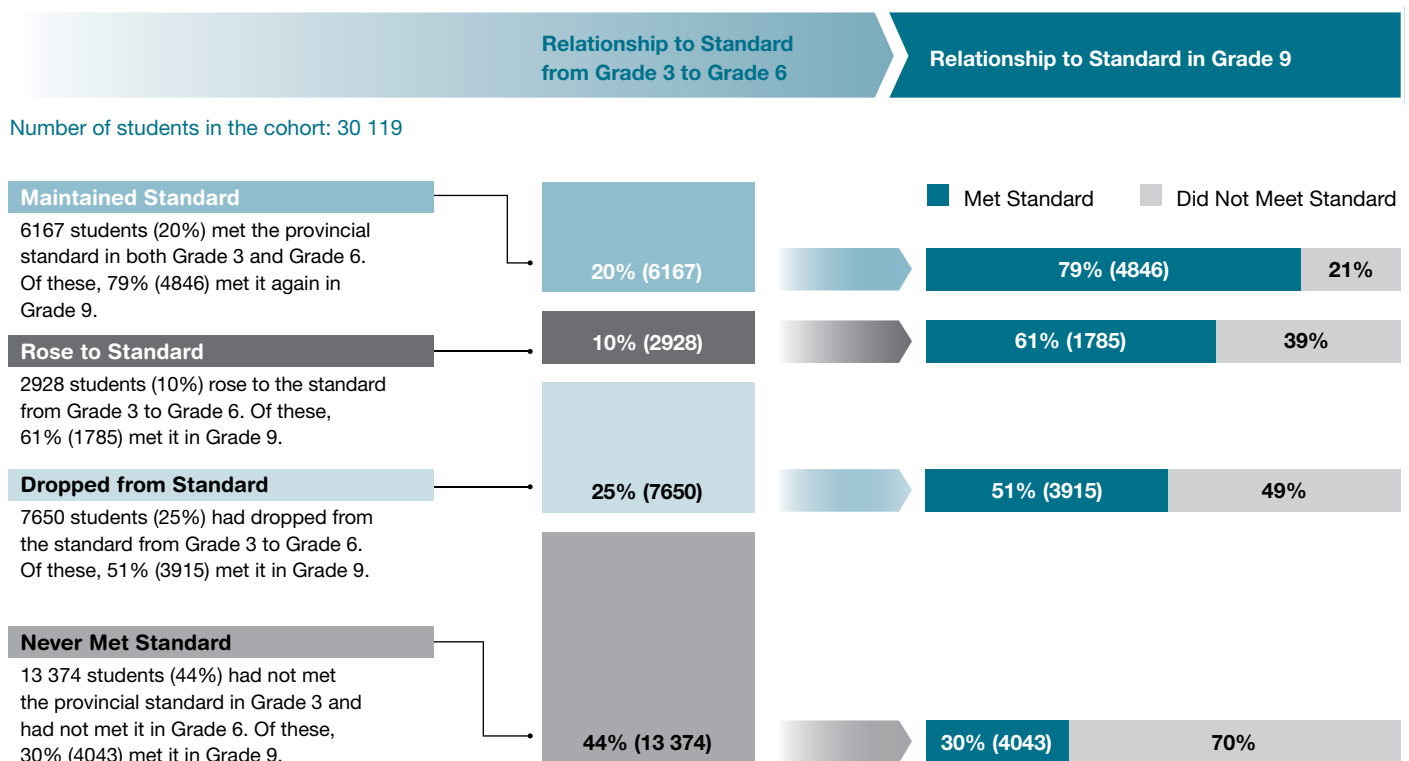 Relationship to Standard
from Grade 3 to Grade 6
Relationship to Standard in Grade 9
Number of students in the cohort: 30 119
Maintained Standard
6167 students (20%) met the provincial
standard in both Grade 3 and Grade 6.
Of these, 79% (4846) met it again in
Grade 9.
20% (6167)
Met Standard
Did Not Meet Standard
79% (4846)
21%
Rose to Standard
2928 students (10%) rose to the standard
from Grade 3 to Grade 6. Of these,
61% (1785) met it in Grade 9.
10% (2928)
61% (1785)
39%
Dropped from Standard
7650 students (25%) had dropped from
the standard from Grade 3 to Grade 6.
Of these, 51% (3915) met it in Grade 9.
25% (7650)
51% (3915)
49%
Never Met Standard
13 374 students (44%) had not met
the provincial standard in Grade 3 and
had not met it in Grade 6. Of these,
30% (4043) met it in Grade 9.
44% (13 374)
30% (4043)
70%